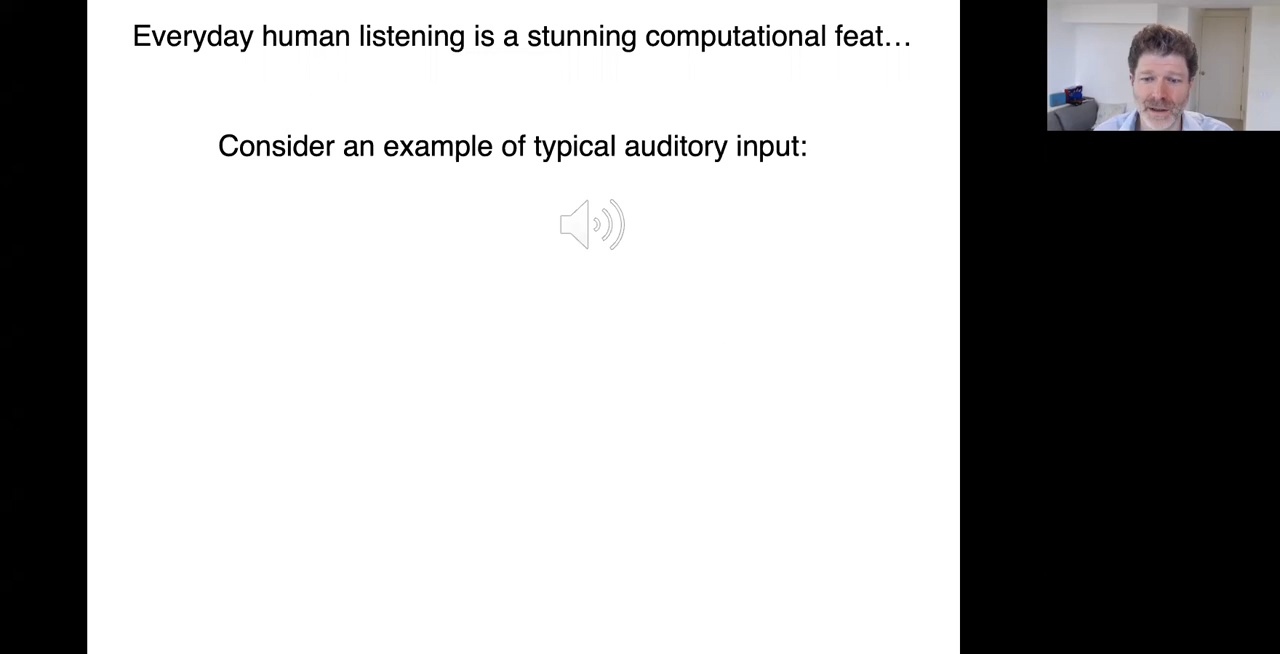 Everyday human listening is a stunning computational feat…
Consider an example of typical auditory input: